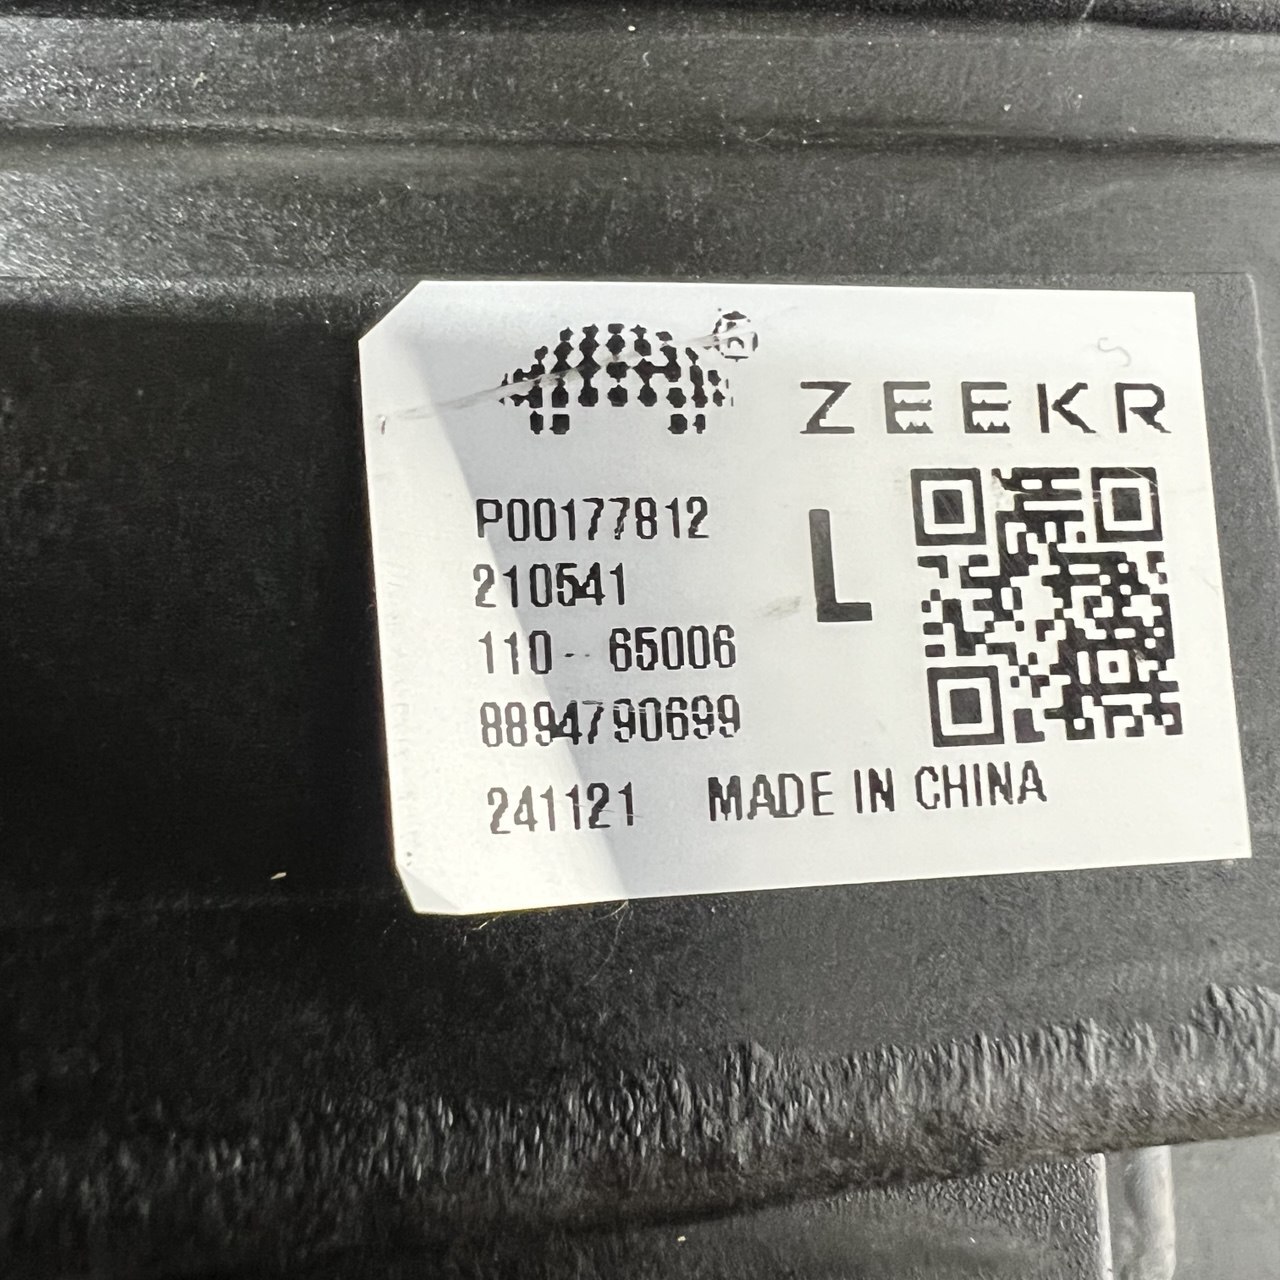 ZEEKR
P00177812
L
210541
110-65006
8894790699
241121 MADE IN CHINA